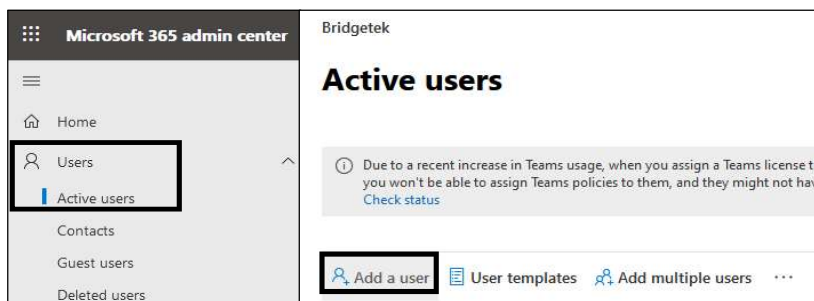 Microsoft 365 admin center
Home
Users
Active users
Contacts
Guest users
Deleted users
Bridgetek
Active users
Due to a recent increase in Teams usage, when you assign a Teams license t
you won't be able to assign Teams policies to them, and they might not hav
Check status
Add a user
User templates
Add multiple users